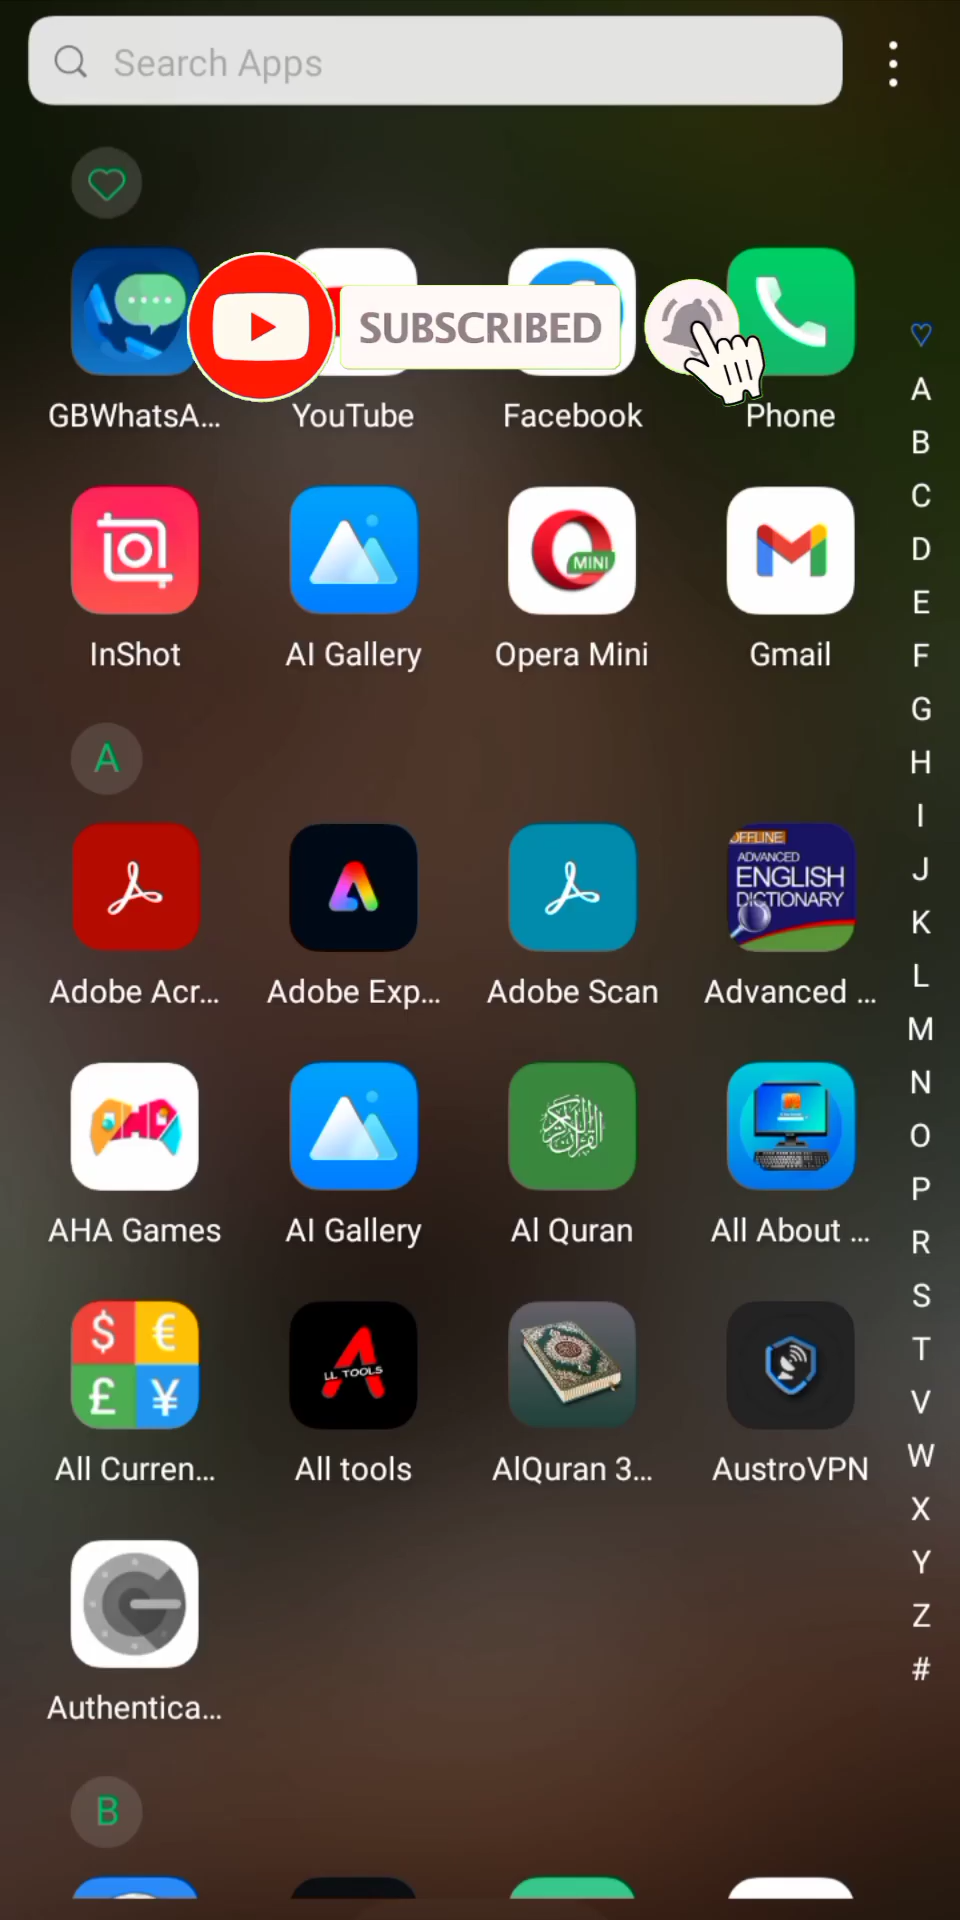 Search Apps
SUBSCRIBED
GBWhatsA...
YouTube
Facebook
Phone
MINI
InShot
AI Gallery
Opera Mini
Gmail
A
OFFLINE
ADVANCED
ENGLISH
DICTIONARY
Adobe Acr...
Adobe Exp...
Adobe Scan
Advanced ...
AHA
AHA Games
AI Gallery
Al Quran
All About ...
$ €
£ ¥
LL TOOLS
All Curren...
All tools
AlQuran 3...
AustroVPN
Authentica...
B
A
B
C
D
E
F
G
H
I
J
K
L
M
N
O
P
R
S
T
V
W
X
Y
Z
#